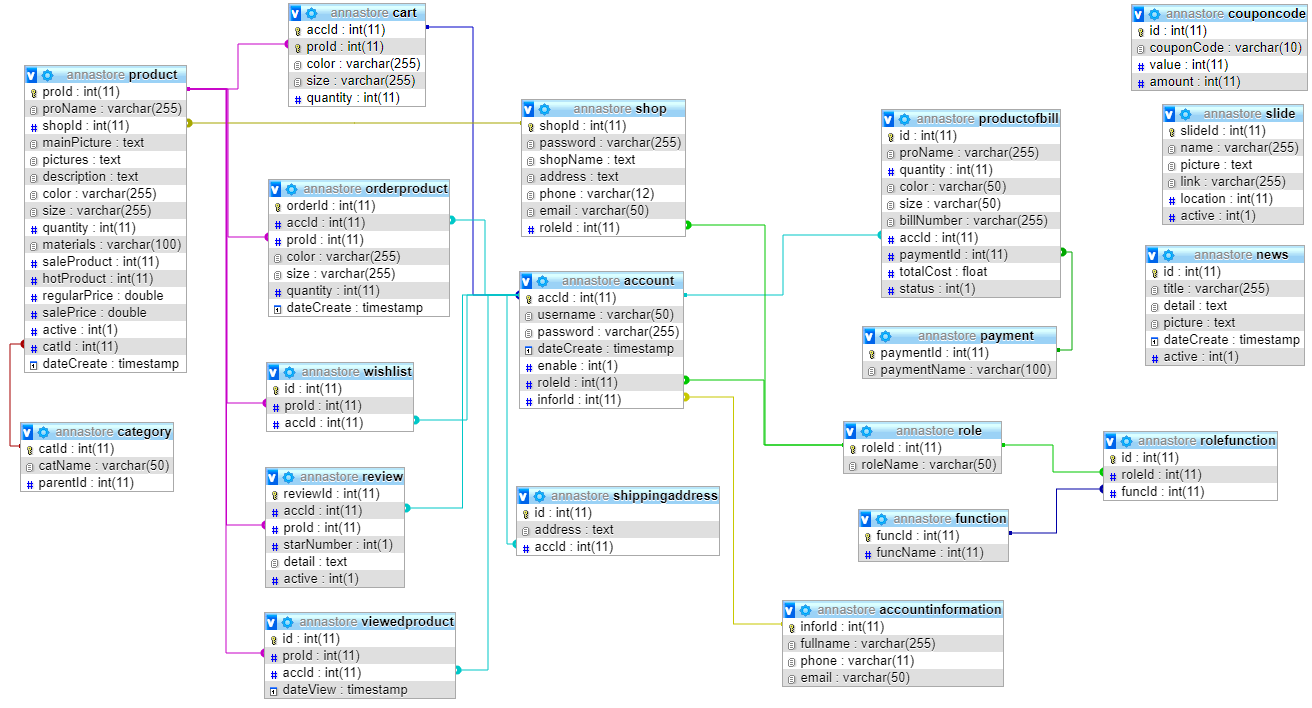 annastore cart
accId : int(11)
proId : int(11)
color : varchar(255)
size : varchar(255)
quantity : int(11)
annastore product
proId : int(11)
proName : varchar(255)
shopId : int(11)
mainPicture : text
pictures : text
description : text
color : varchar(255)
size : varchar(255)
quantity : int(11)
materials : varchar(100)
saleProduct : int(11)
hotProduct : int(11)
regularPrice : double
salePrice : double
active : int(1)
catId : int(11)
dateCreate : timestamp
annastore category
catId : int(11)
catName : varchar(50)
parentId : int(11)
annastore orderproduct
orderId : int(11)
accId : int(11)
proId : int(11)
color : varchar(255)
size : varchar(255)
quantity : int(11)
dateCreate : timestamp
annastore wishlist
id : int(11)
proId : int(11)
accId : int(11)
annastore review
reviewId : int(11)
accId : int(11)
proId : int(11)
starNumber : int(1)
detail : text
active : int(1)
annastore viewedproduct
id : int(11)
proId : int(11)
accId : int(11)
dateView : timestamp
annastore shop
shopId : int(11)
password : varchar(255)
shopName : text
address : text
phone : varchar(12)
email : varchar(50)
roleId : int(11)
annastore account
accId : int(11)
username : varchar(50)
password : varchar(255)
dateCreate : timestamp
enable : int(1)
roleId : int(11)
inforId : int(11)
annastore shippingaddress
id : int(11)
address : text
accId : int(11)
annastore productofbill
id : int(11)
proName : varchar(255)
quantity : int(11)
color : varchar(50)
size : varchar(50)
billNumber : varchar(255)
accId : int(11)
paymentId : int(11)
totalCost : float
status : int(1)
annastore payment
paymentId : int(11)
paymentName : varchar(100)
annastore role
roleId : int(11)
roleName : varchar(50)
annastore function
funcId : int(11)
funcName : int(11)
annastore accountinformation
inforId : int(11)
fullname : varchar(255)
phone : varchar(11)
email : varchar(50)
annastore couponcode
id : int(11)
couponCode : varchar(10)
value : int(11)
amount : int(11)
annastore slide
slideId : int(11)
name : varchar(255)
picture : text
link : varchar(255)
location : int(11)
active : int(1)
annastore news
id : int(11)
title : varchar(255)
detail : text
picture : text
dateCreate : timestamp
active : int(1)
annastore rolefunction
id : int(11)
roleId : int(11)
funcId : int(11)